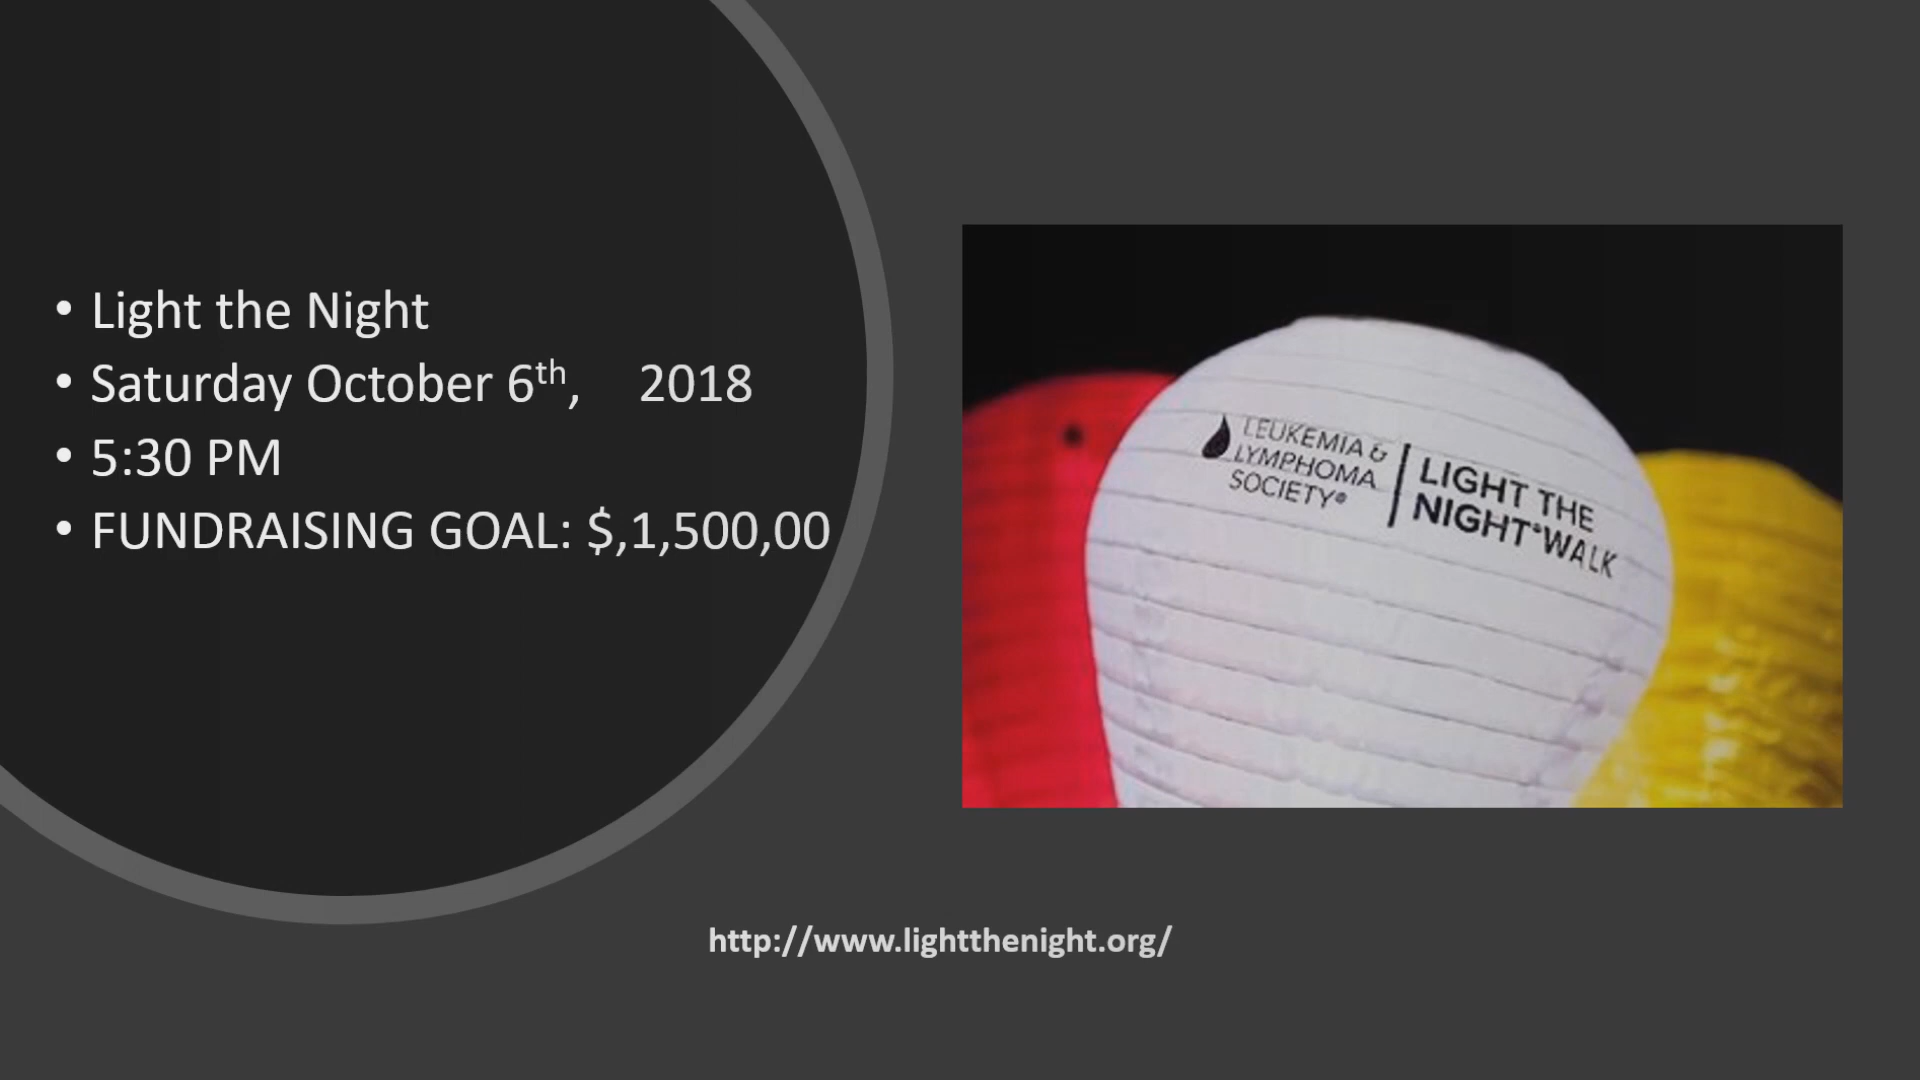 • Light the Night
• Saturday October 6th, 2018
• 5:30 PM
• FUNDRAISING GOAL: $,1,500,00
LEUKEMIA &
LYMPHOMA
SOCIETY®
LIGHT THE
NIGHT®WALK
http://www.lightthenight.org/